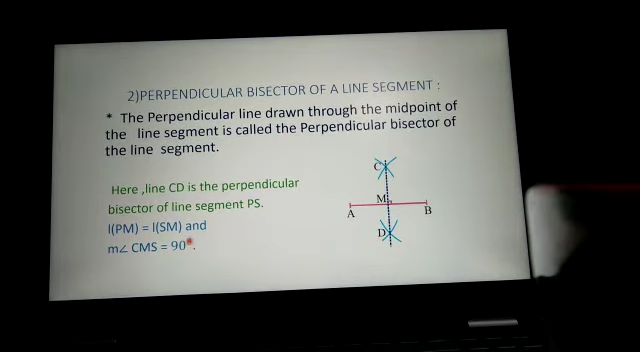 2)PERPENDICULAR BISECTOR OF A LINE SEGMENT :
* The Perpendicular line drawn through the midpoint of
the line segment is called the Perpendicular bisector of
the line segment.
Here ,line CD is the perpendicular
bisector of line segment PS.
l(PM) = l(SM) and
m∠ CMS = 90°.
C
M
A
B
D